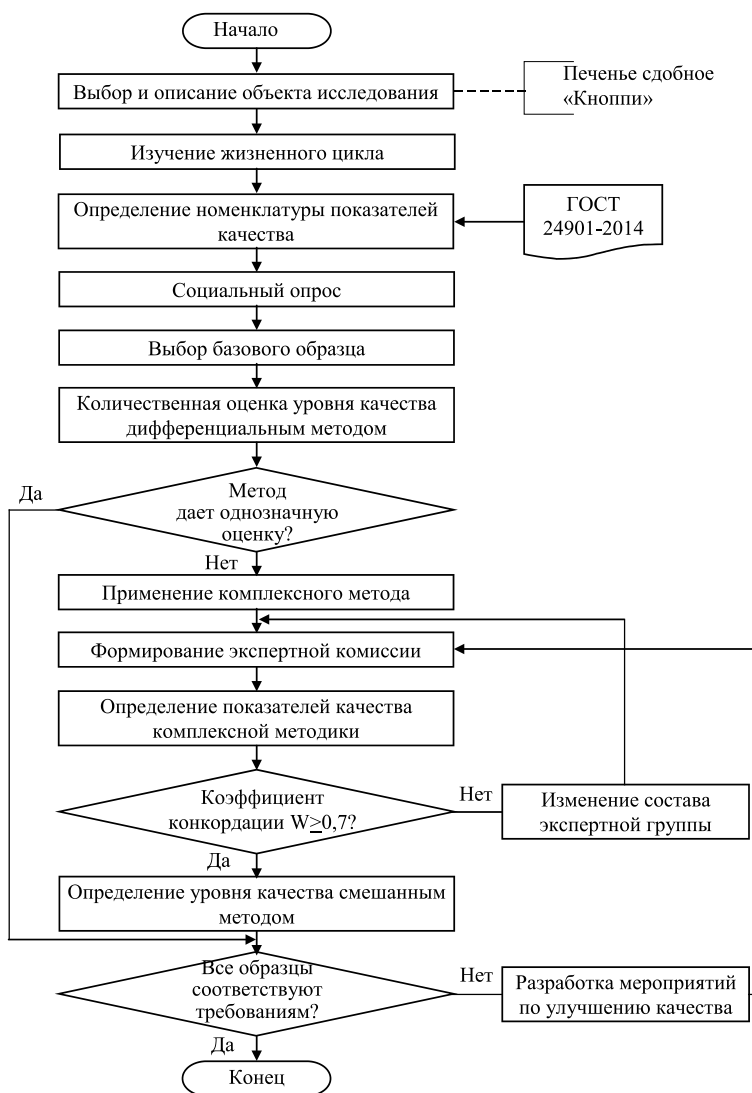 Начало
Выбор и описание объекта исследования
Печенье сдобное
«Кноппи»
Изучение жизненного цикла
Определение номенклатуры показателей
качества
ГОСТ
24901-2014
Социальный опрос
Выбор базового образца
Количественная оценка уровня качества
дифференциальным методом
Да
Метод
дает однозначную
оценку?
Нет
Применение комплексного метода
Формирование экспертной комиссии
Определение показателей качества
комплексной методики
Коэффициент
конкордации W≥0,7?
Нет
Изменение состава
экспертной группы
Да
Определение уровня качества смешанным
методом
Все образцы
соответствуют
требованиям?
Нет
Разработка мероприятий
по улучшению качества
Да
Конец